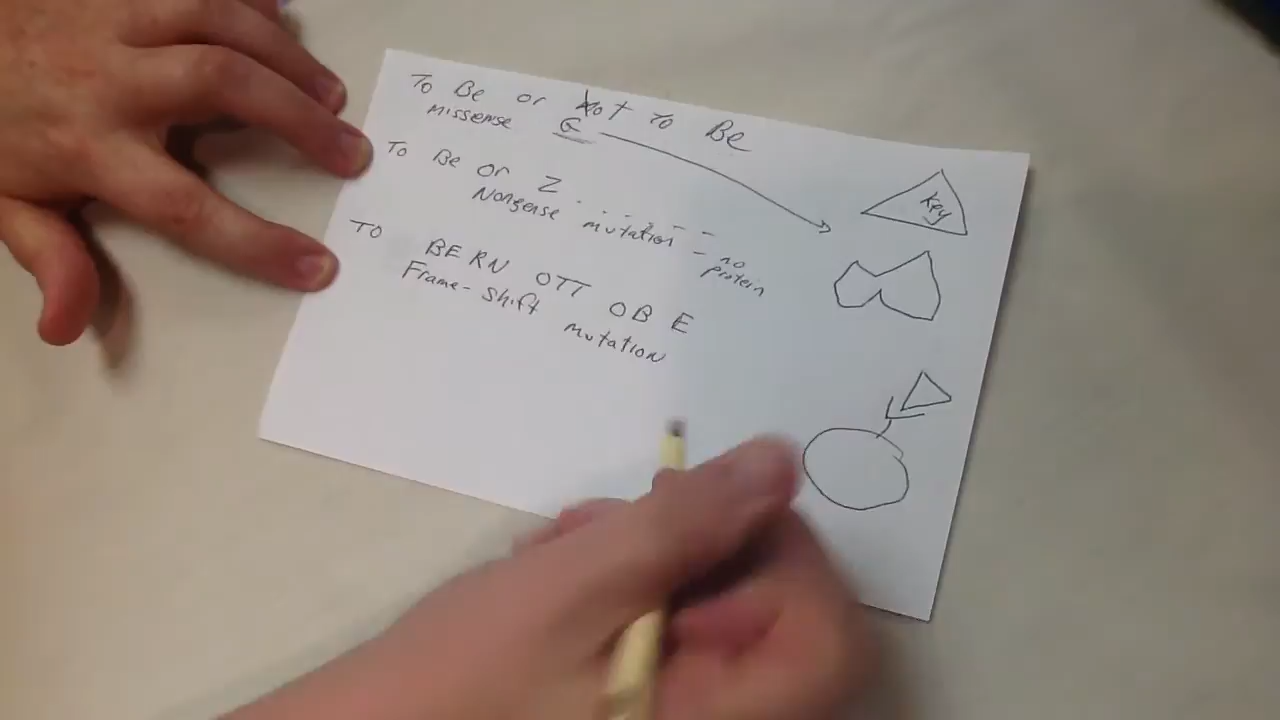 To Be or Not To Be
missense G
To Be or Z
Nonsense mutation - no protein
To BERN OTT OB E
Frame-shift mutation
key